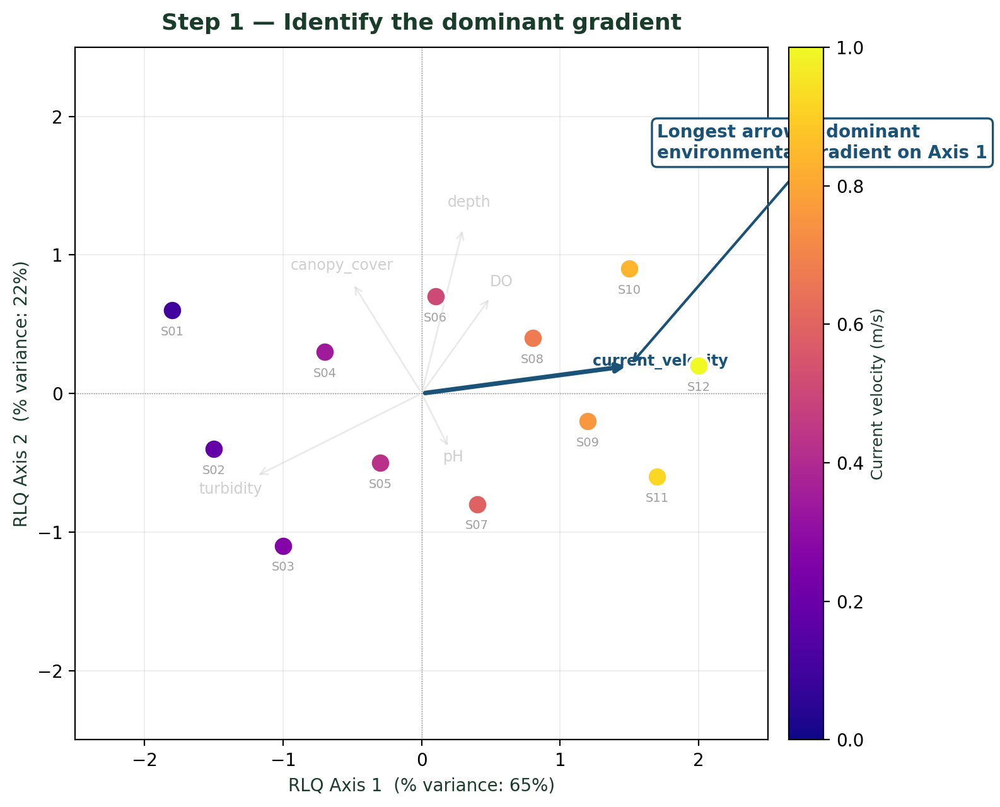 Step 1 — Identify the dominant gradient
1.0
2
Longest arrow dominant
environmenta radient on Axis 1
0.8
depth
1
canopy_cover
DO
S10
S06
S01
0.6
S08
current_velocity
S04
S12
0
S09
pH
S02
S05
turbidity
0.4
S11
S07
−1
S03
0.2
−2
0.0
−2
−1
0
1
2
RLQ Axis 1 (% variance: 65%)
RLQ Axis 2 (% variance: 22%)
Current velocity (m/s)